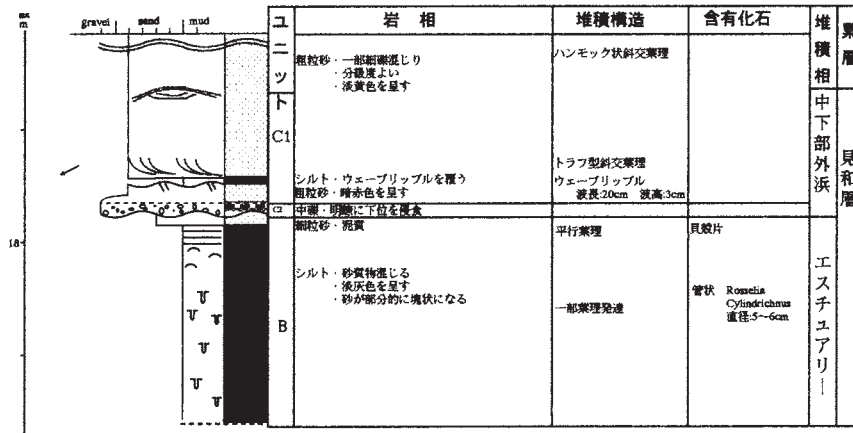 m
gravel sand mud
ユニット
岩 相
堆積構造
含有化石
堆積相
累層
粗粒砂・一部細礫混じり
・分級度よい
・淡黄色を呈す
ハンモック状斜交葉理
C1
トラフ型斜交葉理
シルト・ウェーブリップルを覆う
粗粒砂・暗赤色を呈す
ウェーブリップル
波長:20cm 波高:3cm
中下部外浜
見和層
C2
中礫・明瞭に下位を侵食
18
細粒砂・泥質
平行葉理
貝殻片
シルト・砂質物混じる
・淡灰色を呈す
・砂が部分的に塊状になる
一部葉理発達
管状 Rosselia
Cylindrichnus
直径:5〜6cm
B
エスチュアリー